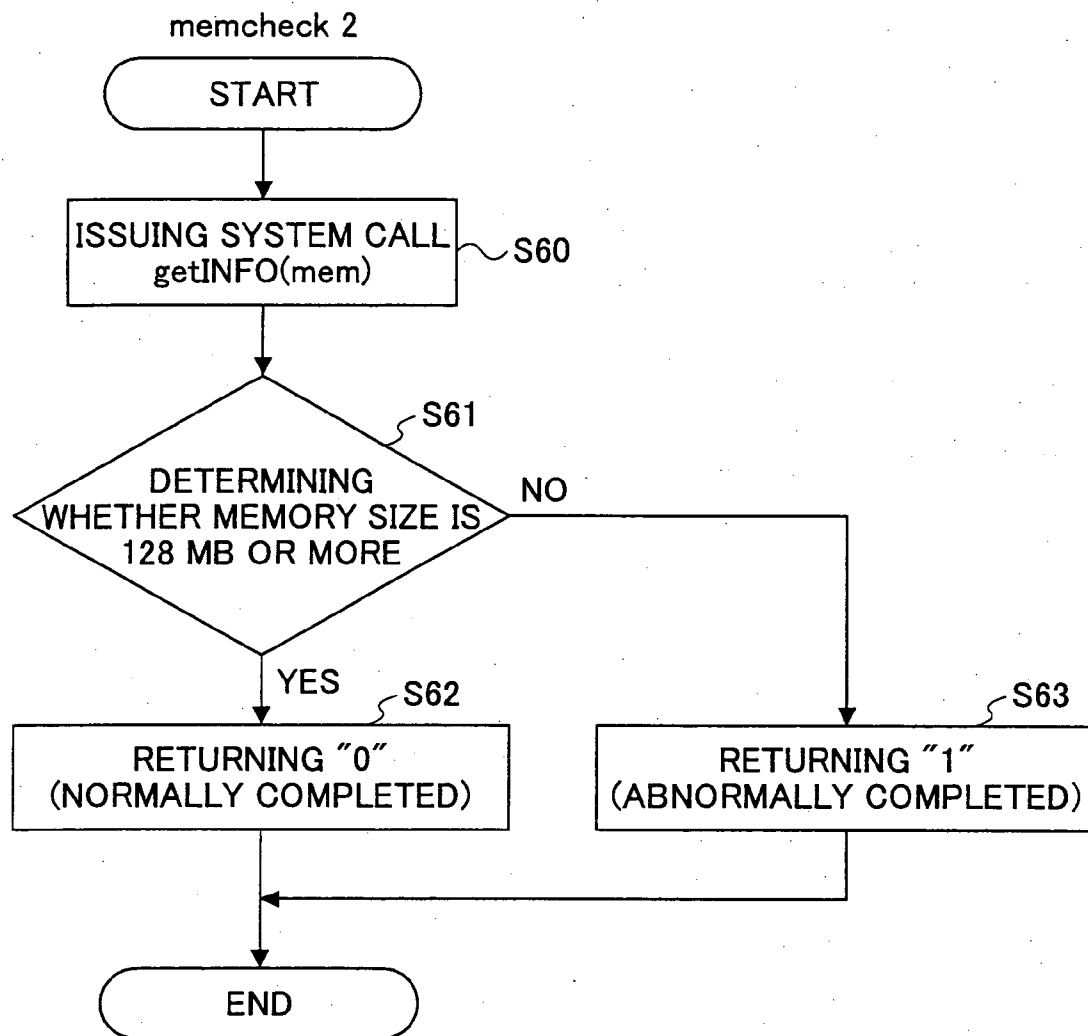 memcheck 2
START
ISSUING SYSTEM CALL
getINFO(mem)
S60
S61
DETERMINING
WHETHER MEMORY SIZE IS
128 MB OR MORE
NO
YES
S62
RETURNING "0"
(NORMALLY COMPLETED)
S63
RETURNING "1"
(ABNORMALLY COMPLETED)
END